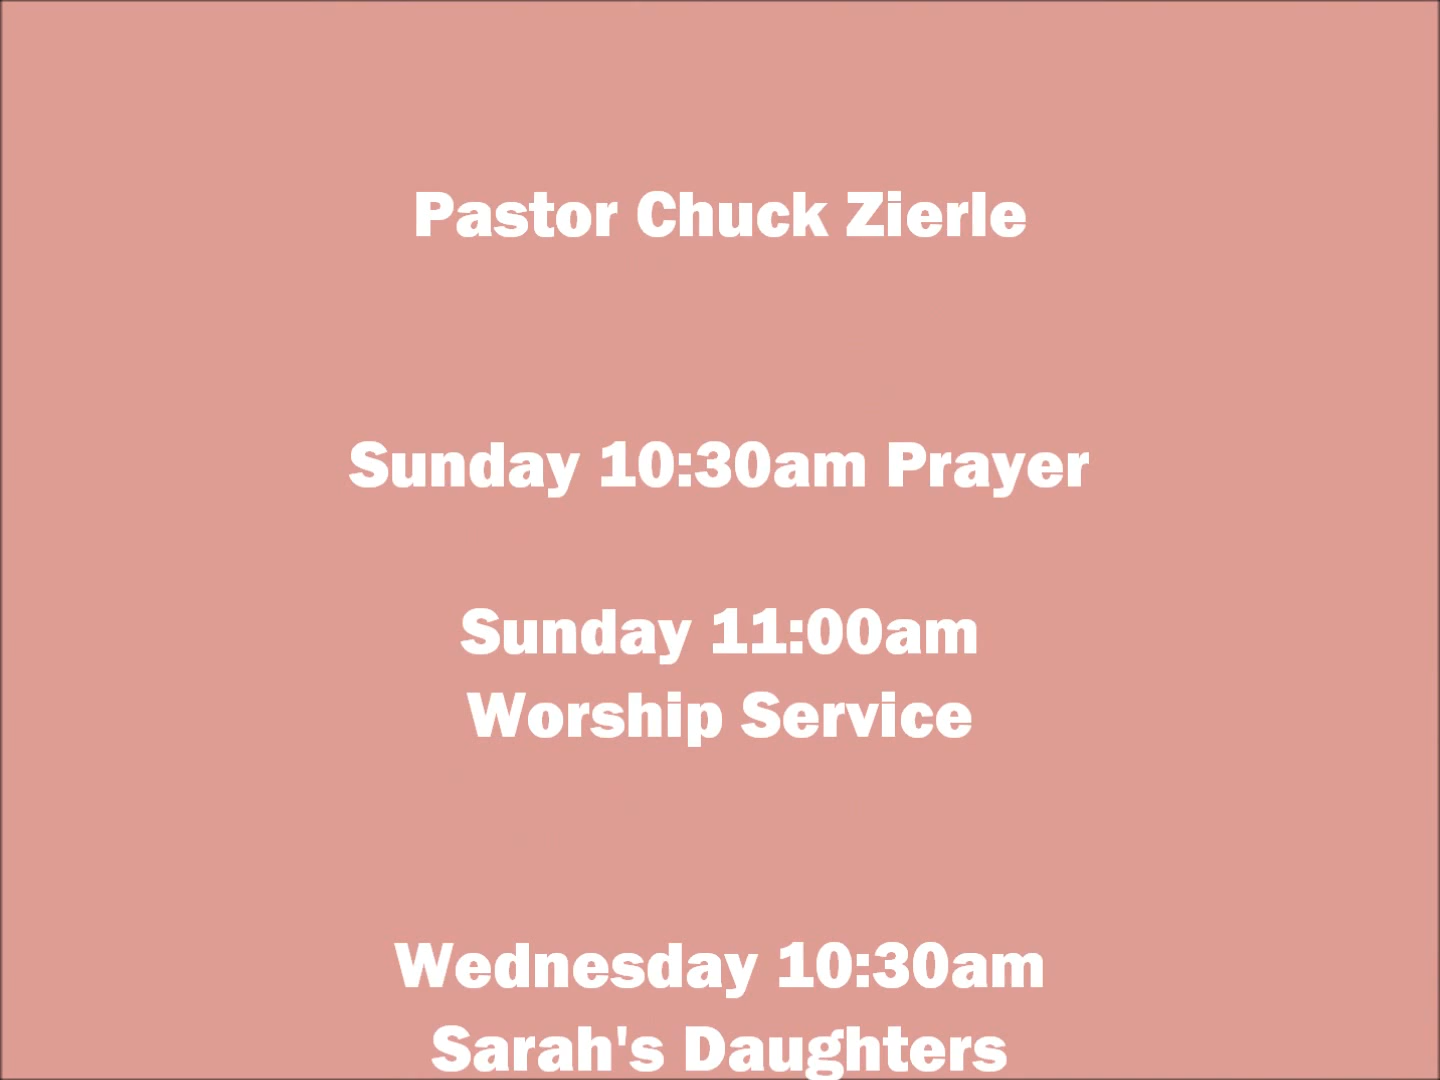 Pastor Chuck Zierle
Sunday 10:30am Prayer
Sunday 11:00am
Worship Service
Wednesday 10:30am
Sarah's Daughters